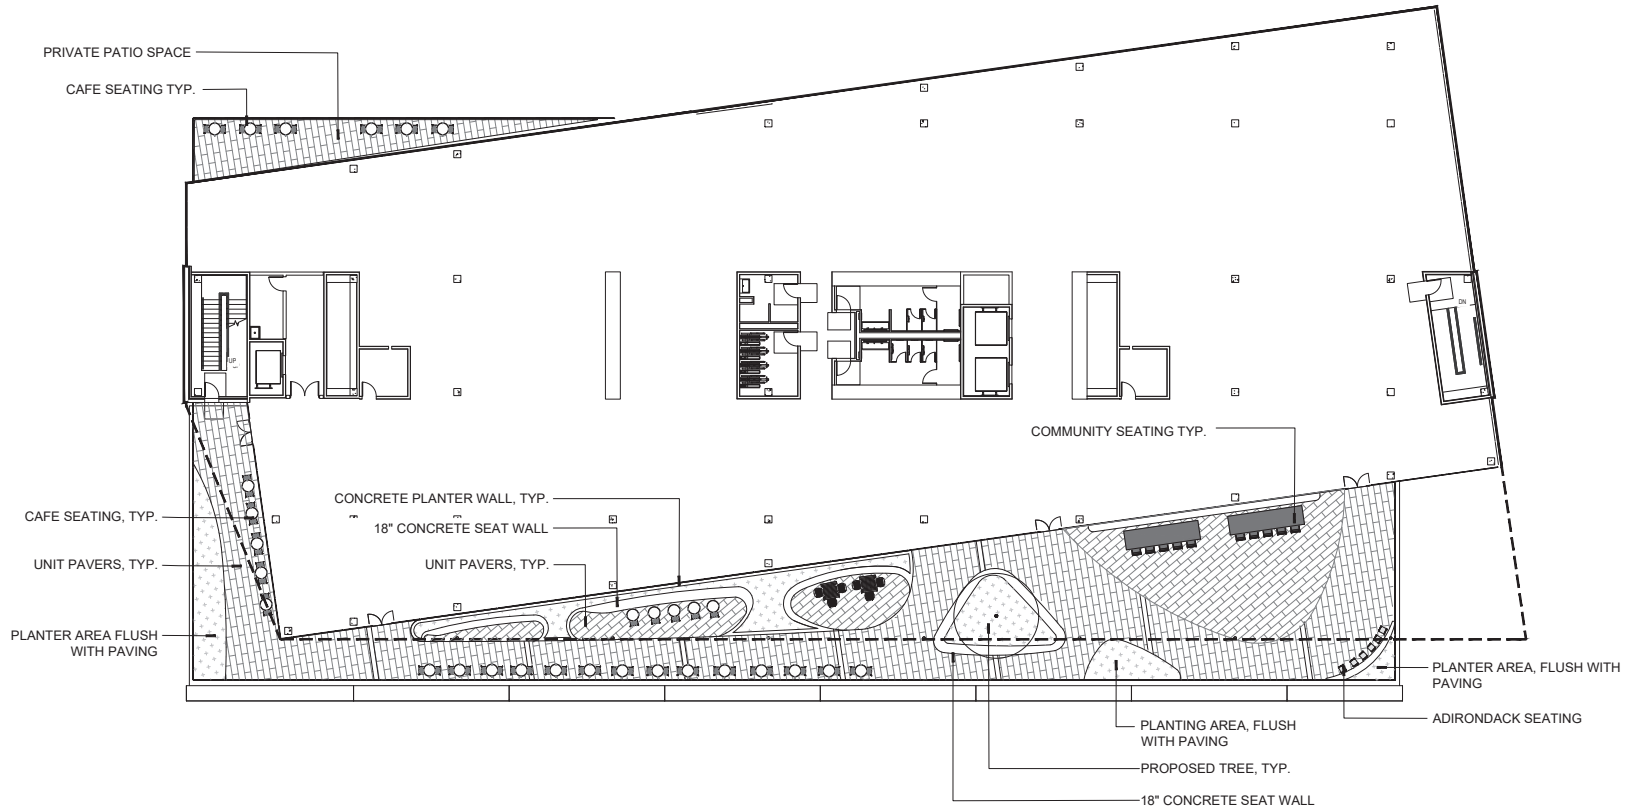 PRIVATE PATIO SPACE
CAFE SEATING TYP.
DN
UP
COMMUNITY SEATING TYP.
CONCRETE PLANTER WALL, TYP.
18" CONCRETE SEAT WALL
CAFE SEATING, TYP.
UNIT PAVERS, TYP.
UNIT PAVERS, TYP.
PLANTER AREA FLUSH
WITH PAVING
PLANTER AREA, FLUSH WITH
PAVING
ADIRONDACK SEATING
PLANTING AREA, FLUSH
WITH PAVING
PROPOSED TREE, TYP.
18" CONCRETE SEAT WALL